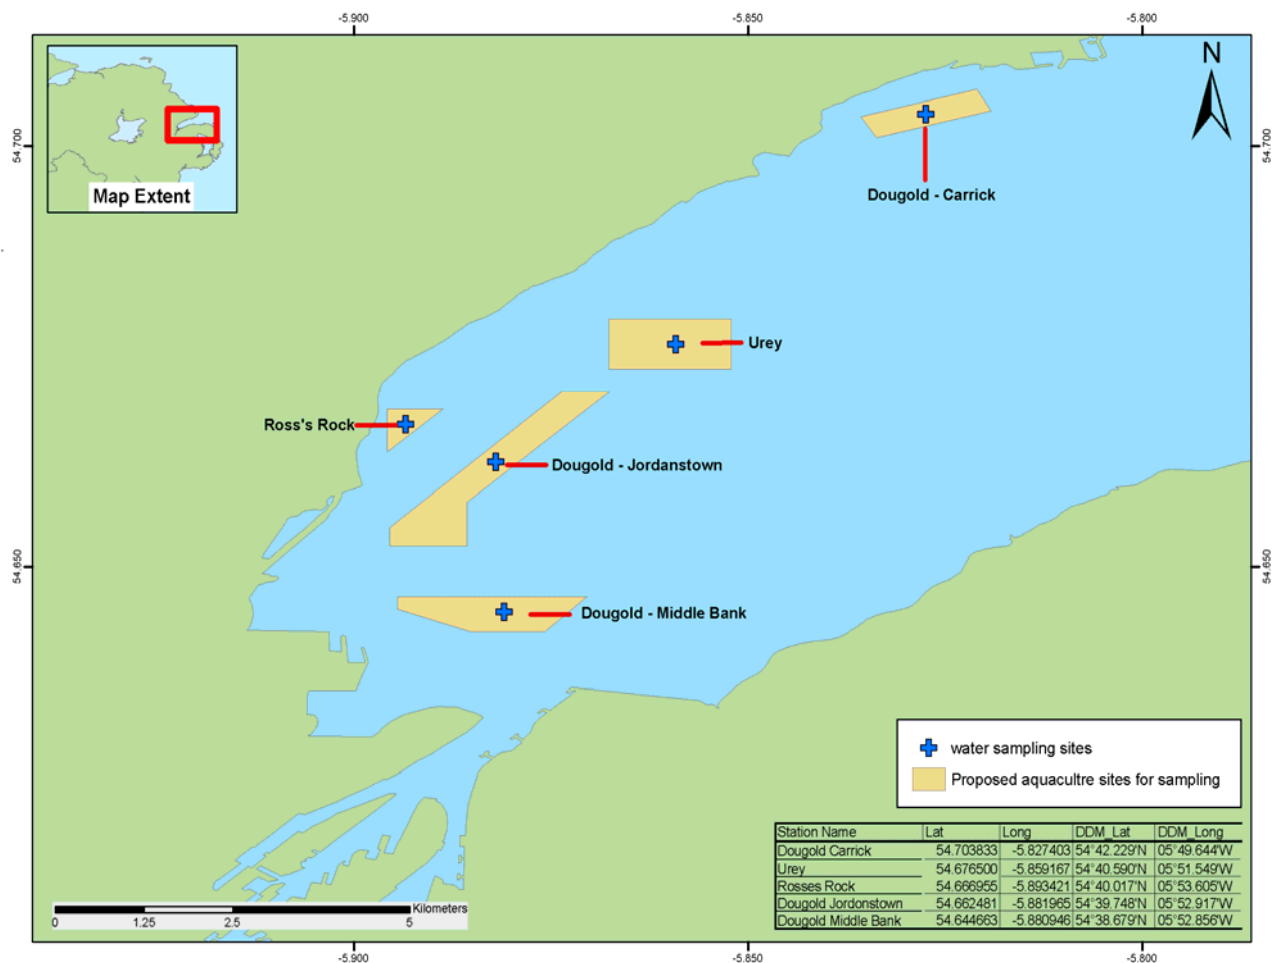 -5.900 -5.850 -5.800
N
54.700 54.700
Map Extent
Dougold - Carrick
Urey
Ross's Rock
Dougold - Jordanstown
54.650 54.650
Dougold - Middle Bank
water sampling sites
Proposed aquacultre sites for sampling
Station Name Lat Long DDM_Lat DDM_Long
Dougold Carrick 54.703833 -5.827403 54°42.229'N 05°49.644'W
Urey 54.676500 -5.859167 54°40.590'N 05°51.549'W
Rosses Rock 54.666955 -5.893421 54°40.017'N 05°53.605'W
Dougold Jordonstown 54.662481 -5.881965 54°39.748'N 05°52.917'W
Dougold Middle Bank 54.644663 -5.880946 54°38.679'N 05°52.856'W
Kilometers
0 1.25 2.5 5
-5.900 -5.850 -5.800